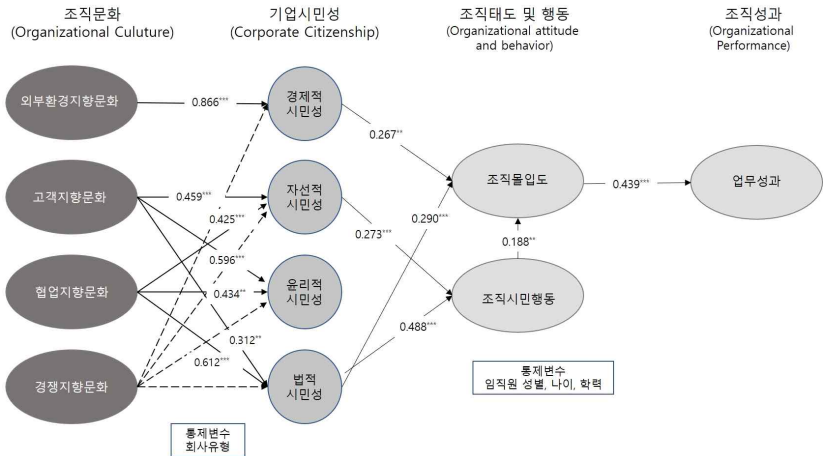 조직문화
(Organizational Culuture)
기업시민성
(Corporate Citizenship)
조직태도 및 행동
(Organizational attitude
and behavior)
조직성과
(Organizational
Performance)
외부환경지향문화
0.866***
경제적
시민성
0.267**
고객지향문화
0.459***
자선적
시민성
조직몰입도
0.439***
업무성과
0.425***
0.290***
0.273***
0.188**
0.596***
협업지향문화
0.434**
윤리적
시민성
조직시민행동
0.312**
0.488***
0.612***
경쟁지향문화
법적
시민성
통제변수
임직원 성별, 나이, 학력
통제변수
회사유형